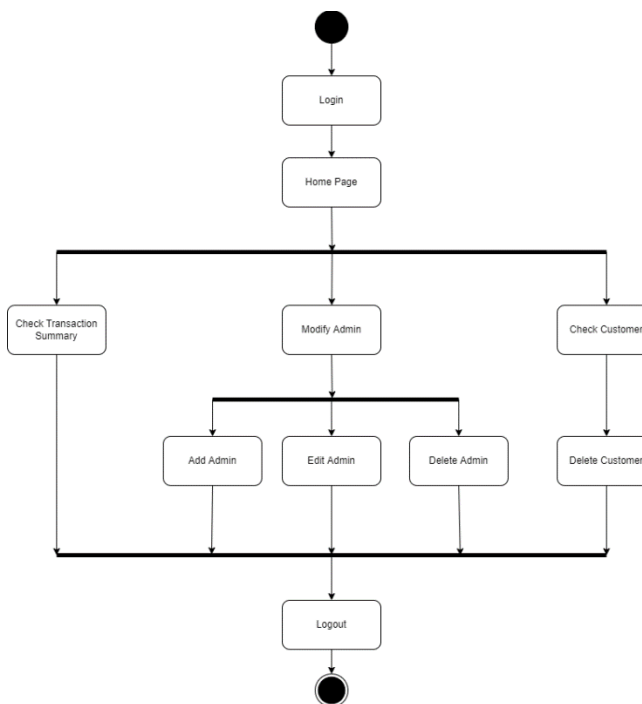 Login
Home Page
Check Transaction
Summary
Modify Admin
Check Customer
Add Admin
Edit Admin
Delete Admin
Delete Customer
Logout